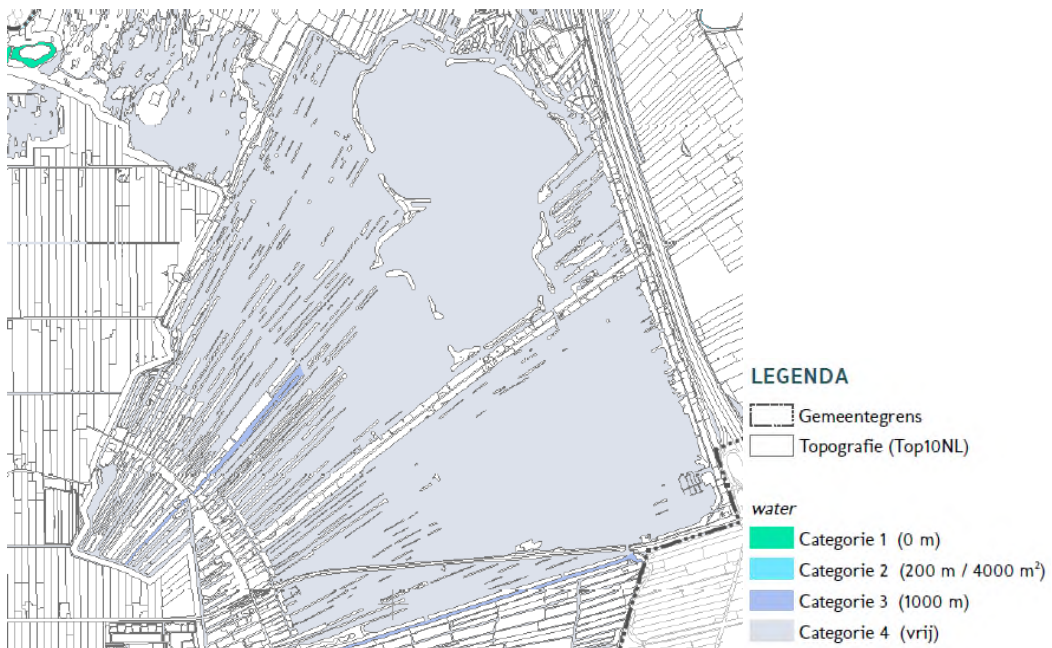 LEGENDA
Gemeentegrens
Topografie (Top10NL)
water
Categorie 1 (0 m)
Categorie 2 (200 m / 4000 m²)
Categorie 3 (1000 m)
Categorie 4 (vrij)